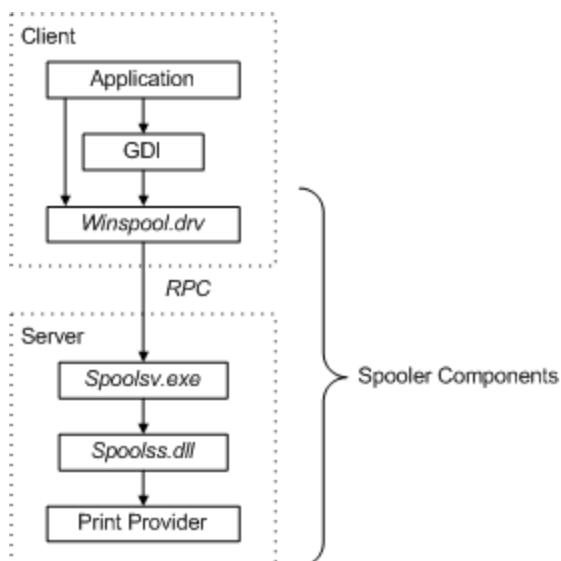 Client
Application
GDI
Winspool.drv
RPC
Server
Spoolsv.exe
Spooler Components
Spoolss.dll
Print Provider